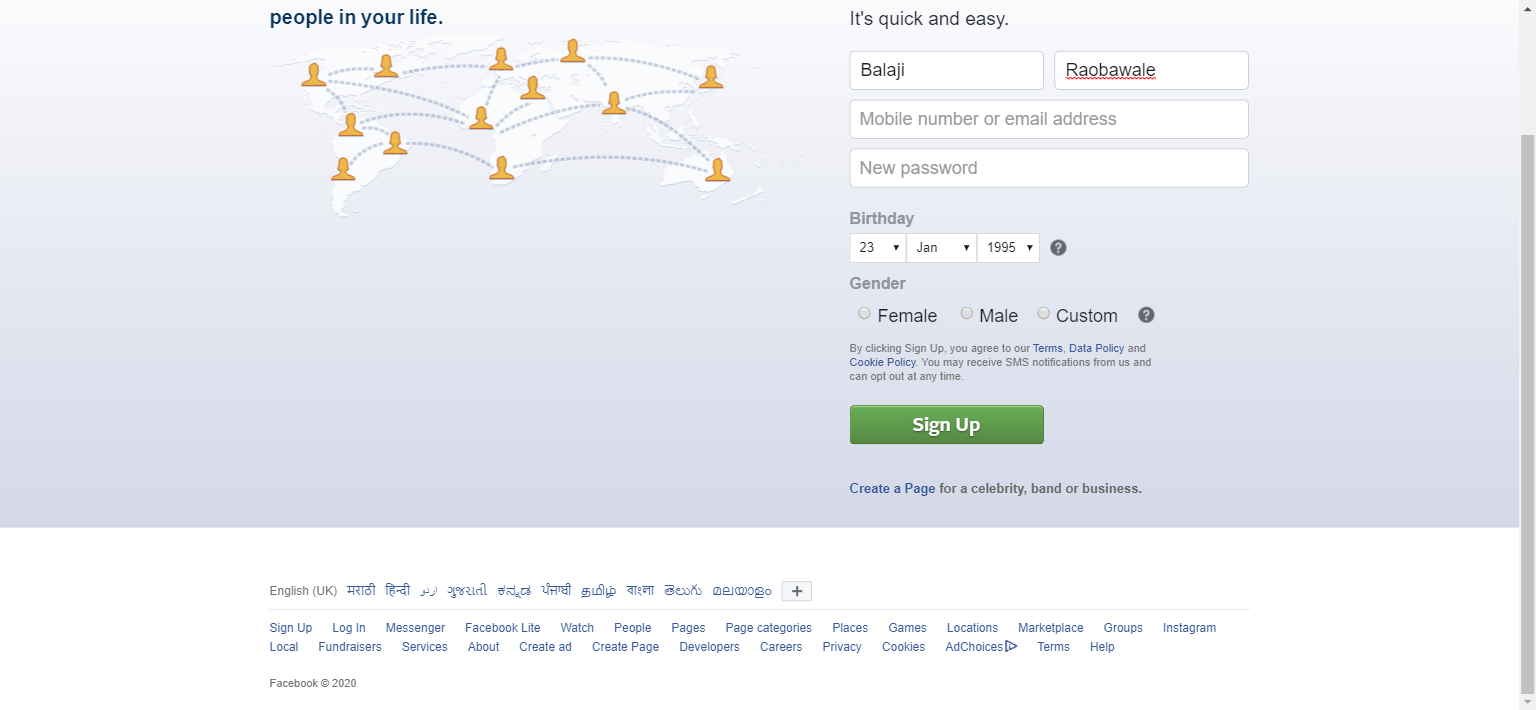 people in your life.
It's quick and easy.
Balaji Raobawale
Mobile number or email address
New password
Birthday
23 Jan 1995
Gender
Female Male Custom
By clicking Sign Up, you agree to our Terms, Data Policy and
Cookie Policy. You may receive SMS notifications from us and
can opt out at any time.
Sign Up
Create a Page for a celebrity, band or business.
English (UK) मराठी हिन्दी اردو ગુજરાતી ಕನ್ನಡ ਪੰਜਾਬੀ தமிழ் বাংলা తెలుగు മലയാളം +
Sign Up Log In Messenger Facebook Lite Watch People Pages Page categories Places Games Locations Marketplace Groups Instagram
Local Fundraisers Services About Create ad Create Page Developers Careers Privacy Cookies AdChoices Terms Help
Facebook © 2020